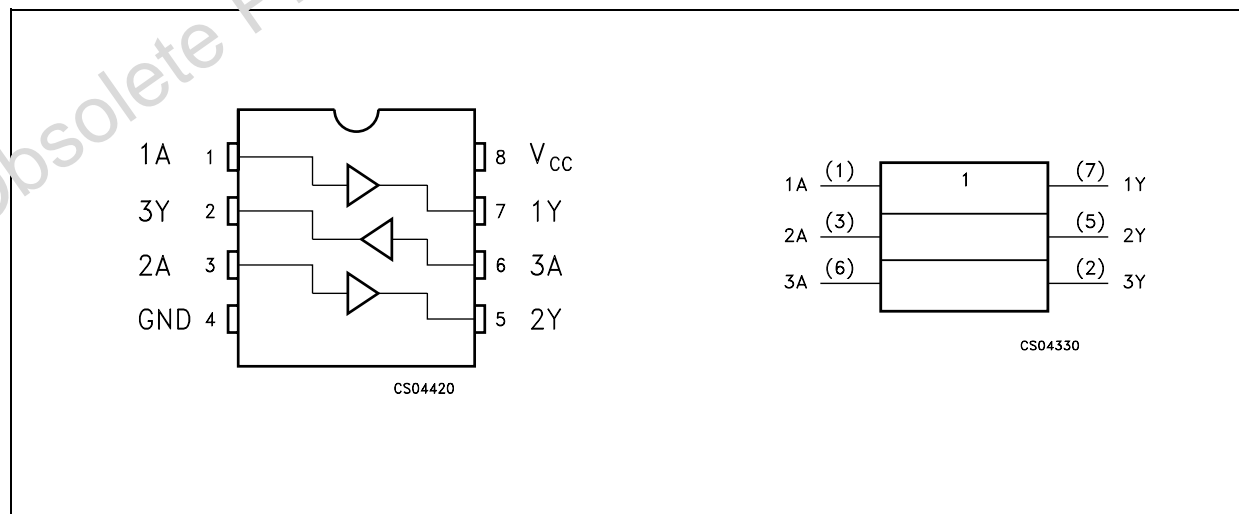 obsolete P
1A 1 8 VCC
3Y 2 7 1Y
2A 3 6 3A
GND 4 5 2Y
CS04420
1A (1) 1 (7) 1Y
2A (3) (5) 2Y
3A (6) (2) 3Y
CS04330